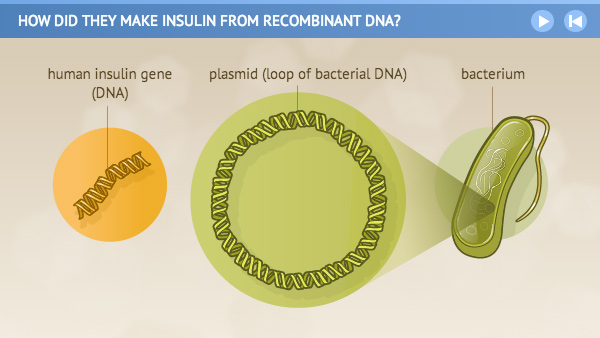 HOW DID THEY MAKE INSULIN FROM RECOMBINANT DNA?
human insulin gene
(DNA)
plasmid (loop of bacterial DNA)
bacterium